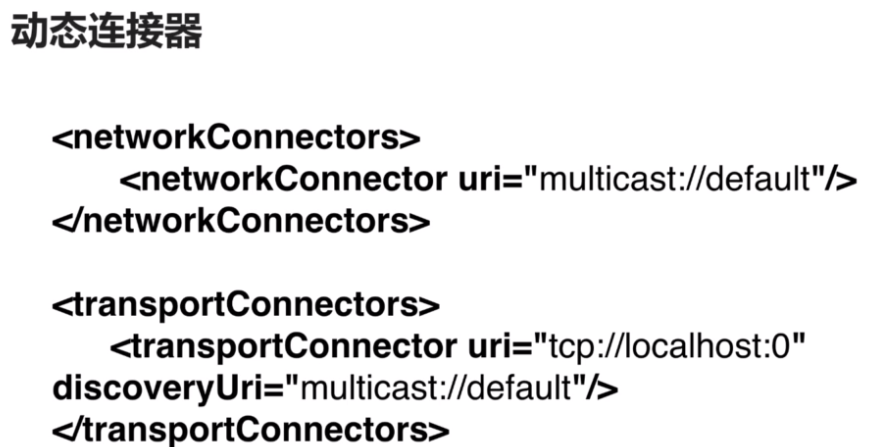 动态连接器
<networkConnectors>
<networkConnector uri="multicast://default"/>
</networkConnectors>
<transportConnectors>
<transportConnector uri="tcp://localhost:0"
discoveryUri="multicast://default"/>
</transportConnectors>